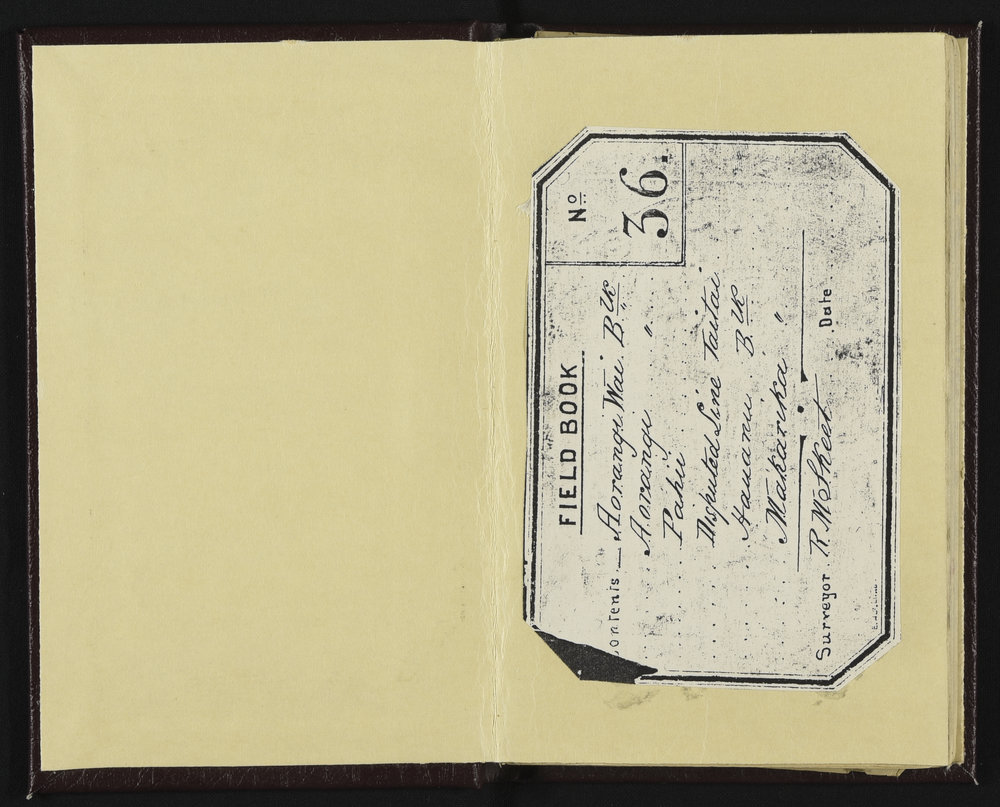 FIELD BOOK
No
36.
Contents Aorangi Wai Blk
Aorangi "
Pahii
Disputed Line Taitai
Hauanu Blk
Makarika "
Surveyor R. W. Skeet Date